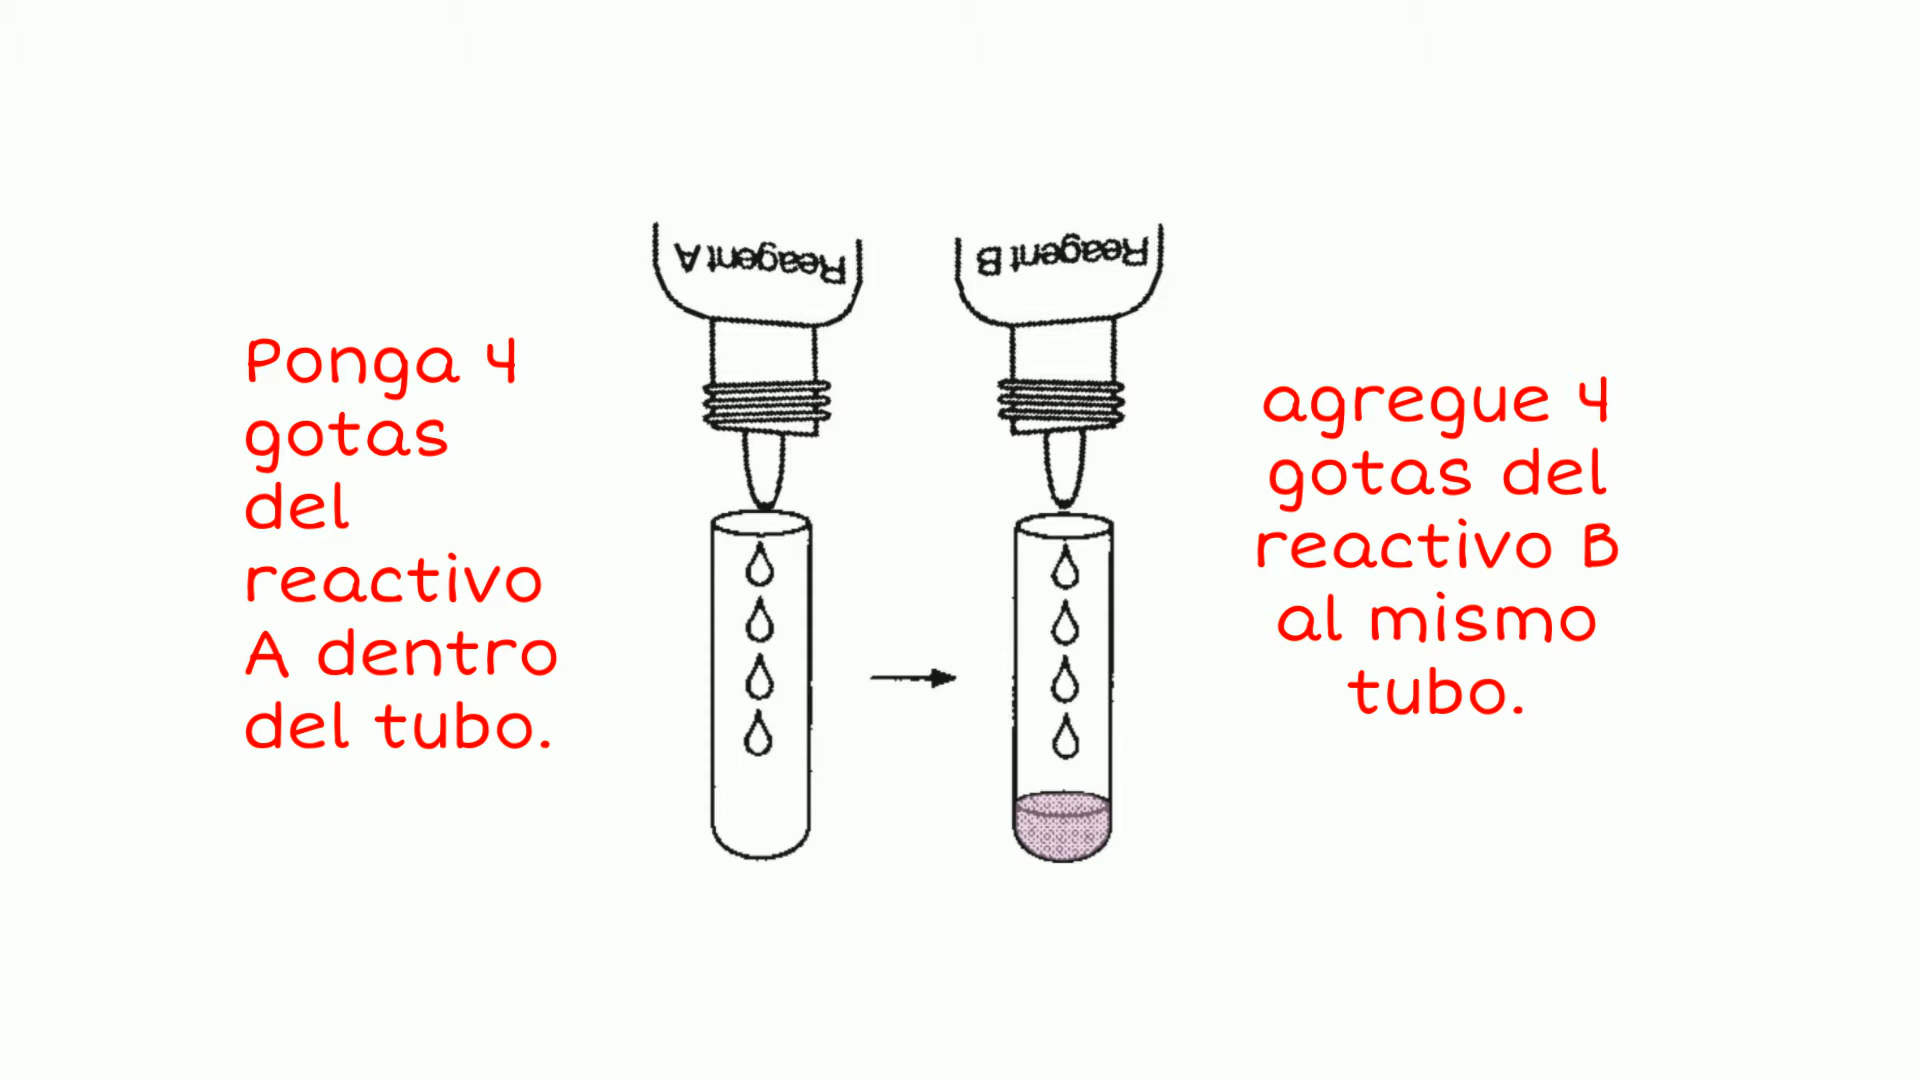 Reagent A
Reagent B
Ponga 4
gotas
del
reactivo
A dentro
del tubo.
agregue 4
gotas del
reactivo B
al mismo
tubo.